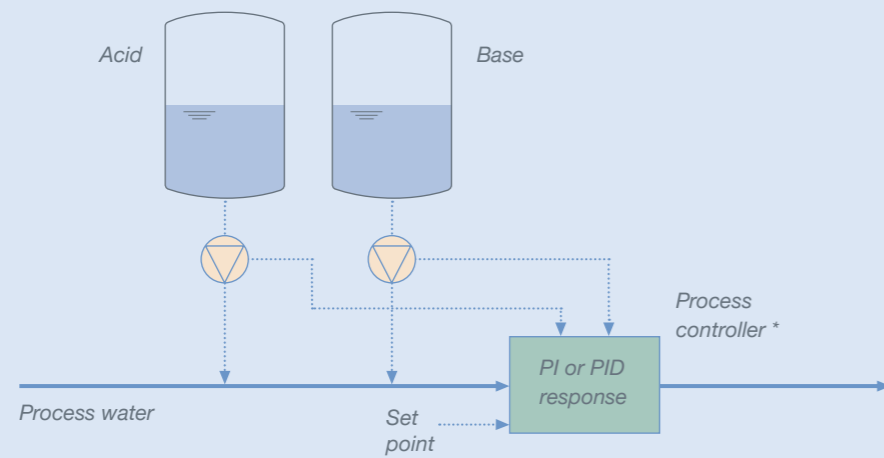 Acid
Base
Process
controller *
PI or PID
response
Process water
Set
point